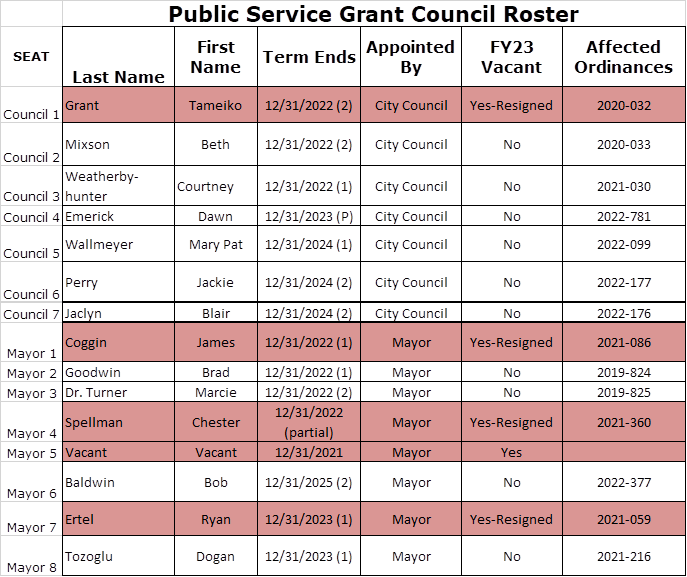 Public Service Grant Council Roster
SEAT Last Name First Name Term Ends Appointed By FY23 Vacant Affected Ordinances
Council 1 Grant Tameiko 12/31/2022 (2) City Council Yes-Resigned 2020-032
Council 2 Mixson Beth 12/31/2022 (2) City Council No 2020-033
Council 3 Weatherby-hunter Courtney 12/31/2022 (1) City Council No 2021-030
Council 4 Emerick Dawn 12/31/2023 (P) City Council No 2022-781
Council 5 Wallmeyer Mary Pat 12/31/2024 (1) City Council No 2022-099
Council 6 Perry Jackie 12/31/2024 (2) City Council No 2022-177
Council 7 Jaclyn Blair 12/31/2024 (2) City Council No 2022-176
Mayor 1 Coggin James 12/31/2022 (1) Mayor Yes-Resigned 2021-086
Mayor 2 Goodwin Brad 12/31/2022 (1) Mayor No 2019-824
Mayor 3 Dr. Turner Marcie 12/31/2022 (2) Mayor No 2019-825
Mayor 4 Spellman Chester 12/31/2022 (partial) Mayor Yes-Resigned 2021-360
Mayor 5 Vacant Vacant 12/31/2021 Mayor Yes
Mayor 6 Baldwin Bob 12/31/2025 (2) Mayor No 2022-377
Mayor 7 Ertel Ryan 12/31/2023 (1) Mayor Yes-Resigned 2021-059
Mayor 8 Tozoglu Dogan 12/31/2023 (1) Mayor No 2021-216